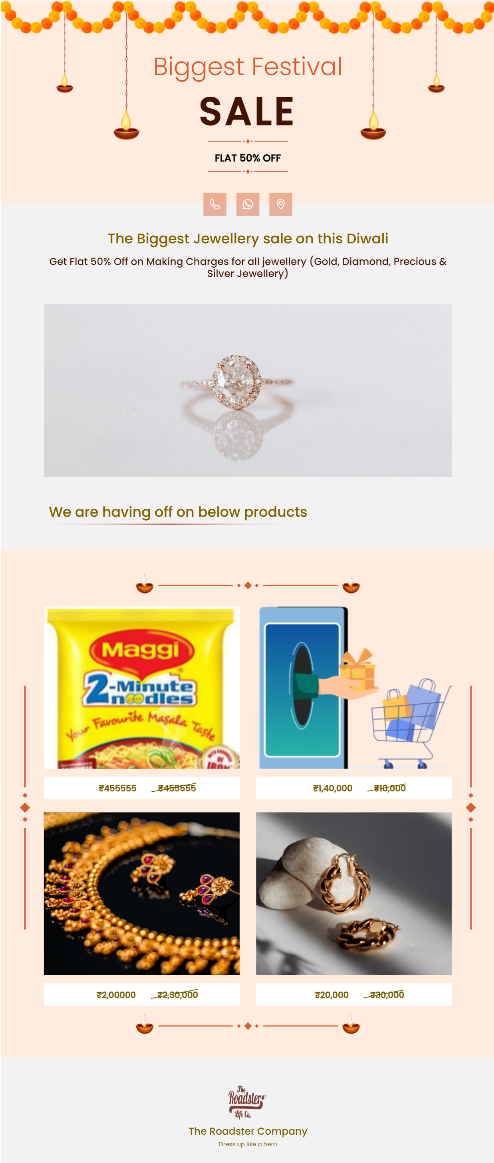 Biggest Festival
SALE
FLAT 50% OFF
The Biggest Jewellery sale on this Diwali
Get Flat 50% Off on Making Charges for all jewellery (Gold, Diamond, Precious &
Silver Jewellery)
We are having off on below products
Maggi
2-Minute
noodles
Your Favourite Masala Taste
₹455555 ₹455555
₹1,40,000 ₹10,000
₹2,00000 ₹2,30,000
₹20,000 ₹30,000
The
Roadster
Life Co.
The Roadster Company
Dress up like a hero